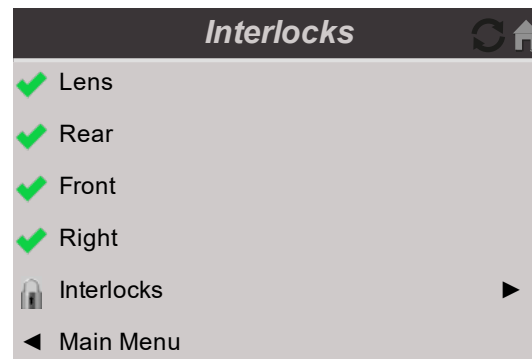 Interlocks
Lens
Rear
Front
Right
Interlocks
Main Menu